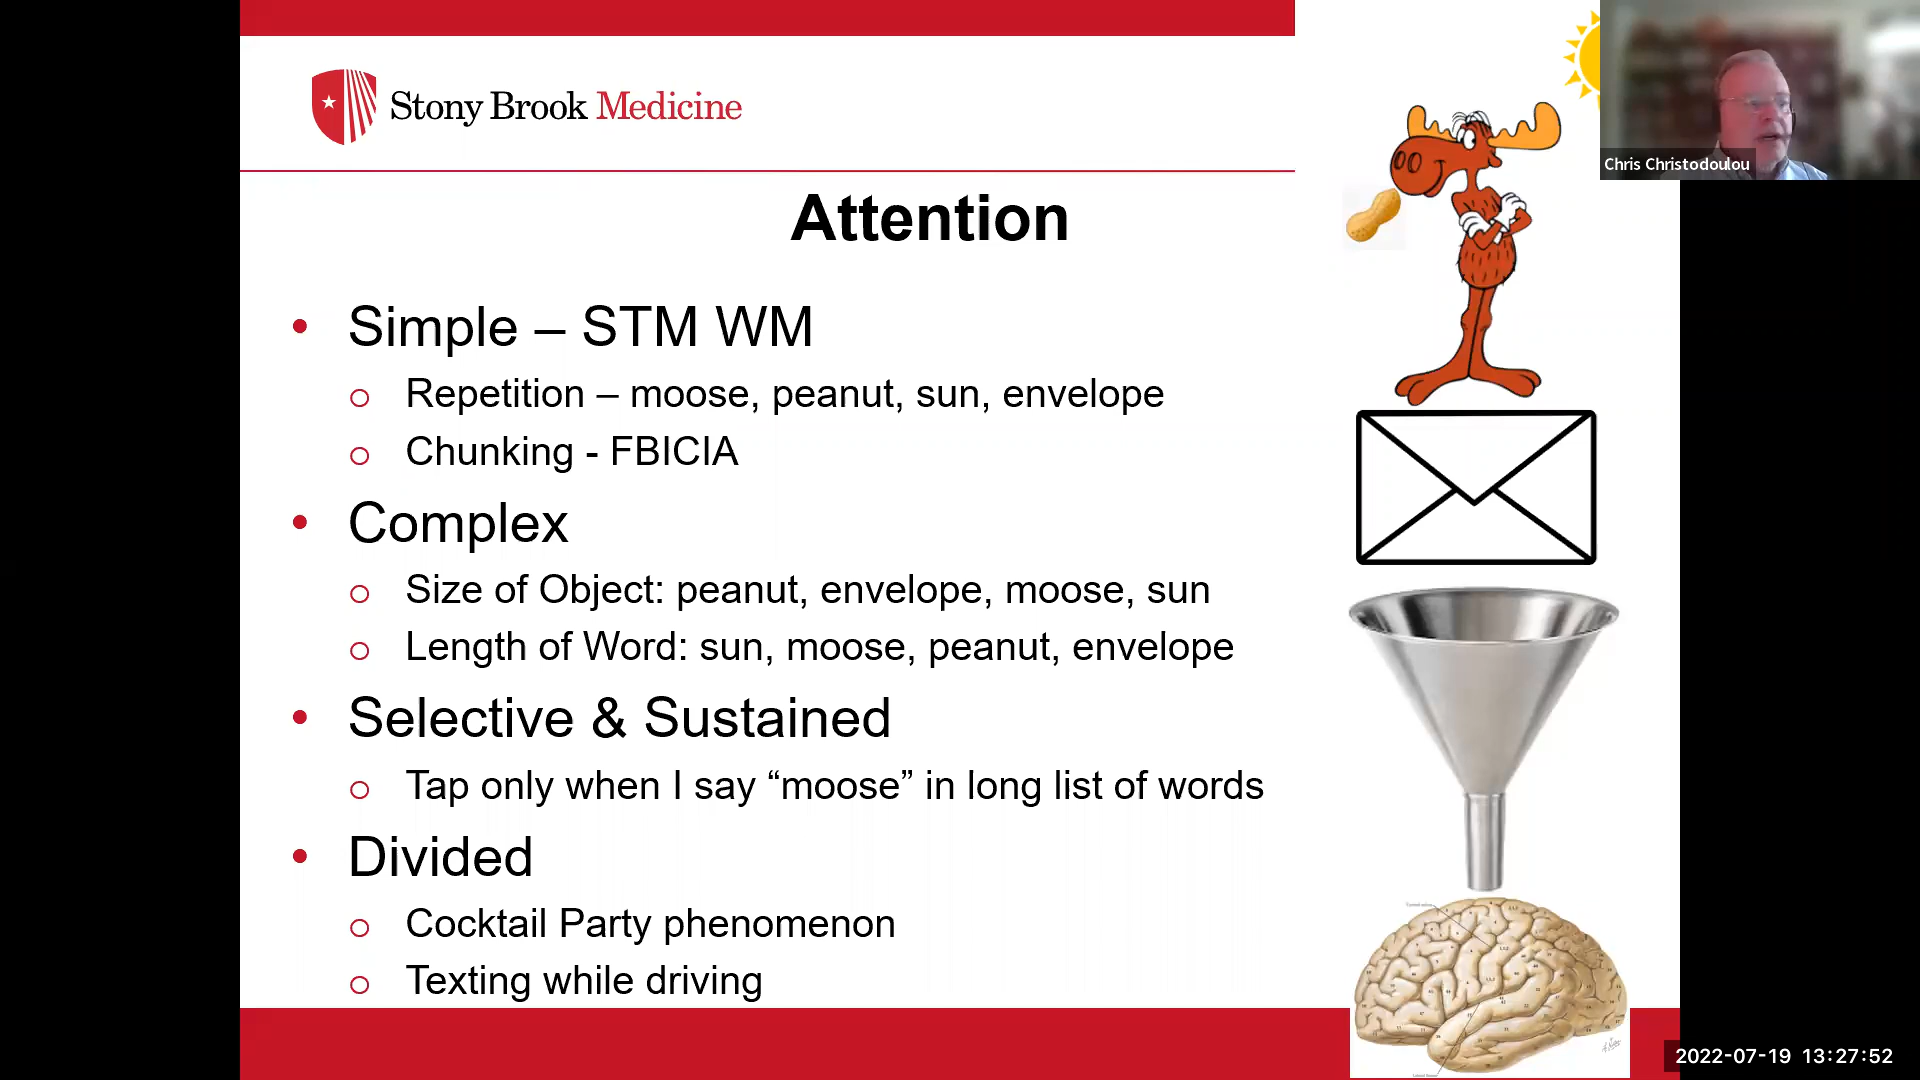 Stony Brook Medicine
Chris Christodoulou
Attention
• Simple – STM WM
o Repetition – moose, peanut, sun, envelope
o Chunking - FBICIA
• Complex
o Size of Object: peanut, envelope, moose, sun
o Length of Word: sun, moose, peanut, envelope
• Selective & Sustained
o Tap only when I say “moose” in long list of words
• Divided
o Cocktail Party phenomenon
o Texting while driving
2022-07-19 13:27:52